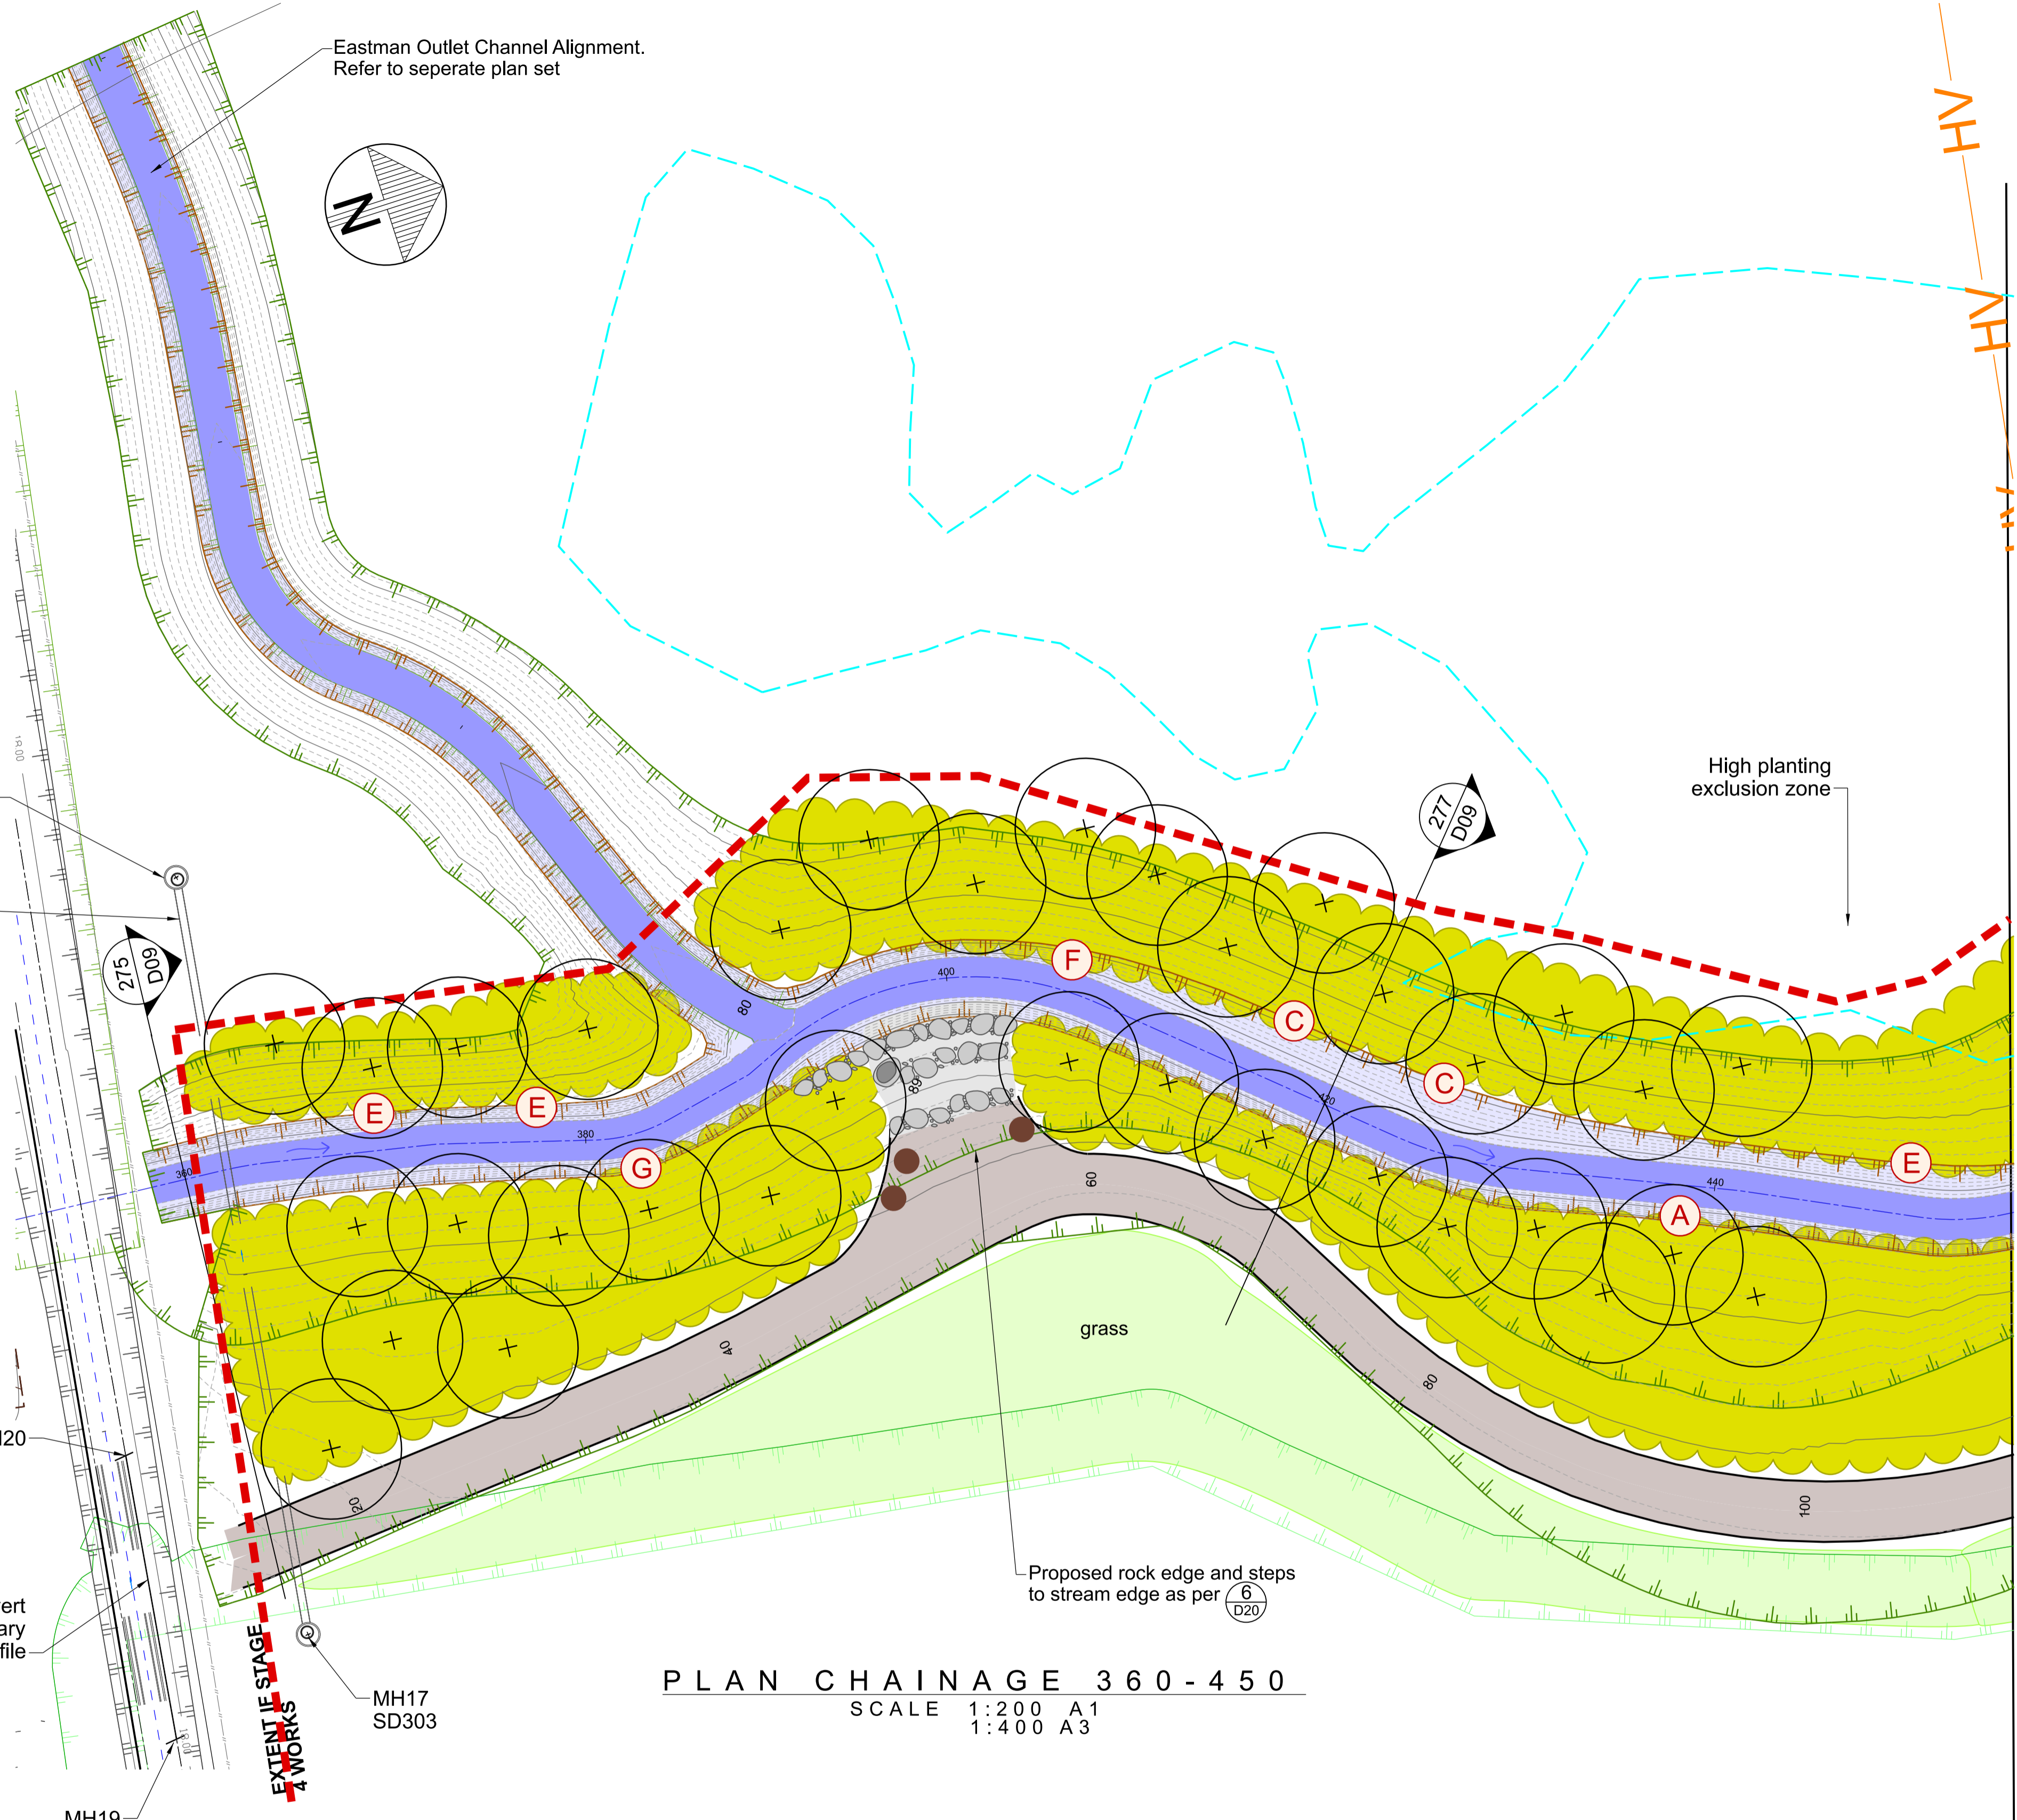 Eastman Outlet Channel Alignment.
Refer to seperate plan set
N
HV
HV
18.00
High planting
exclusion zone
277
D09
275
D09
F
C
C
E
E
E
G
A
400
80
89
420
380
360
440
60
40
80
20
100
grass
Proposed rock edge and steps
to stream edge as per
6
D20
EXTENT IF STAGE
4 WORKS
MH17
SD303
MH19
PLAN CHAINAGE 360-450
SCALE 1:200 A1
1:400 A3